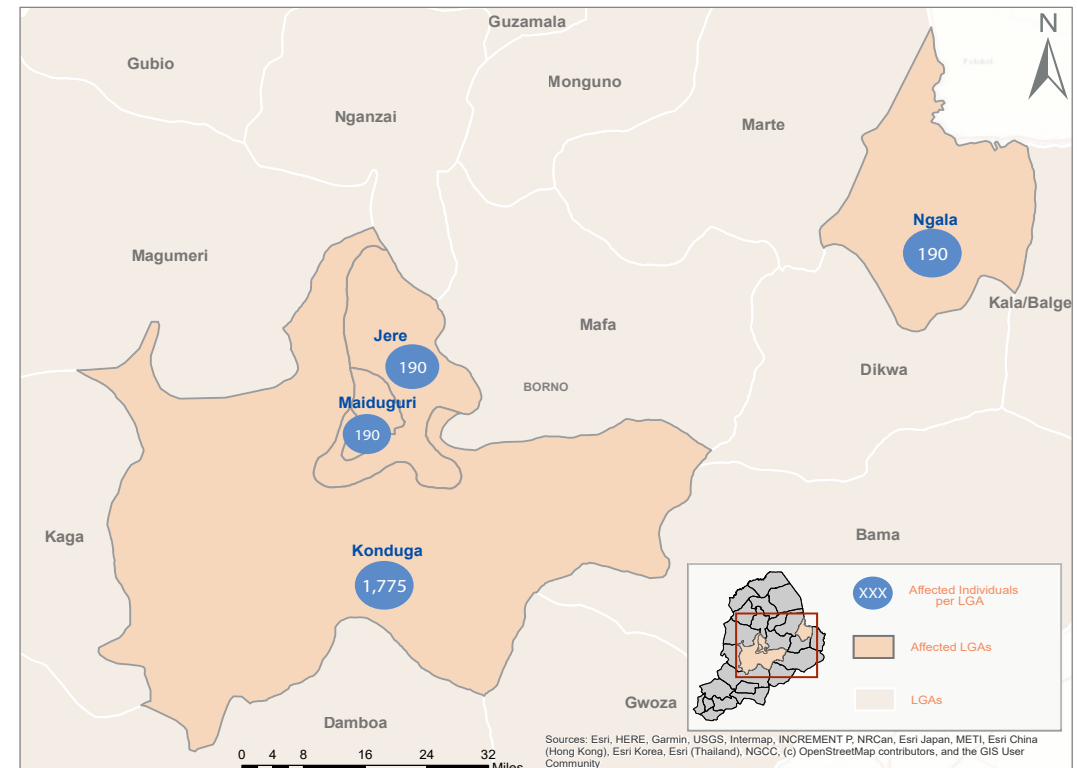 Guzamala
N
Gubio
Monguno
Nganzai
Marte
Ngala
190
Magumeri
Kala/Balge
Mafa
Jere
190
Dikwa
BORNO
Maiduguri
190
Kaga
Bama
Konduga
1,775
XXX
Affected Individuals
per LGA
Affected LGAs
LGAs
Gwoza
Damboa
Sources: Esri, HERE, Garmin, USGS, Intermap, INCREMENT P, NRCan, Esri Japan, METI, Esri China
(Hong Kong), Esri Korea, Esri (Thailand), NGCC, (c) OpenStreetMap contributors, and the GIS User
Community
0 4 8 16 24 32
Miles